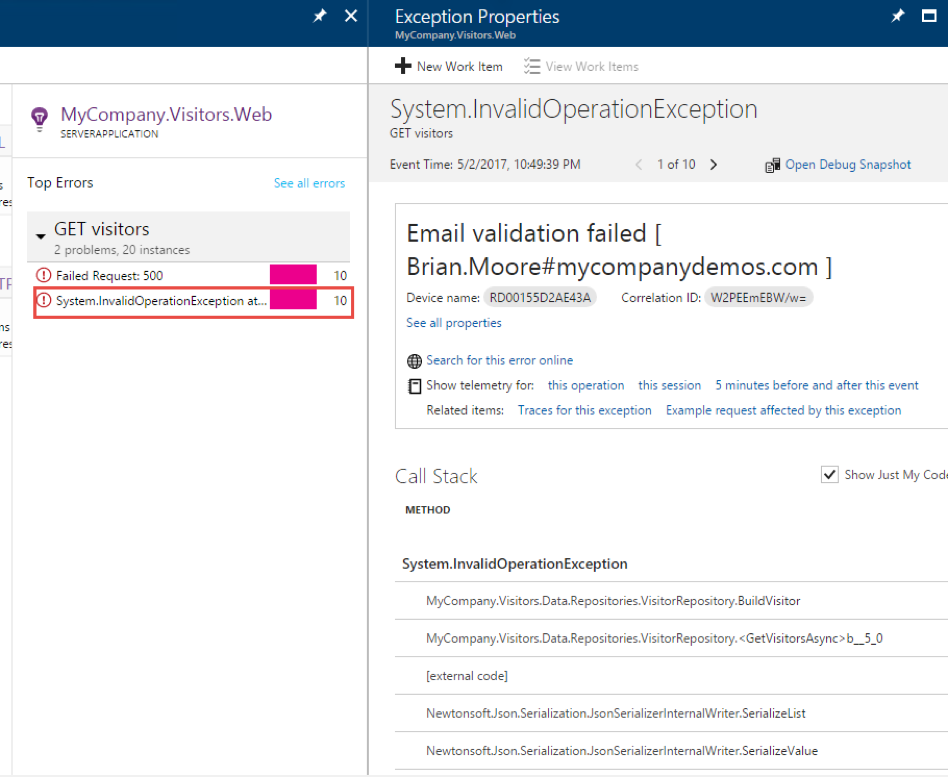 Exception Properties
MyCompany.Visitors.Web
New Work Item
View Work Items
MyCompany.Visitors.Web
SERVERAPPLICATION
Top Errors
See all errors
GET visitors
2 problems, 20 instances
Failed Request: 500
10
System.InvalidOperationException at...
10
System.InvalidOperationException
GET visitors
Event Time: 5/2/2017, 10:49:39 PM
1 of 10
Open Debug Snapshot
Email validation failed [
Brian.Moore#mycompanydemos.com ]
Device name: RD00155D2AE43A Correlation ID: W2PEEmEBW/w=
See all properties
Search for this error online
Show telemetry for: this operation this session 5 minutes before and after this event
Related items: Traces for this exception Example request affected by this exception
Call Stack
Show Just My Code
METHOD
System.InvalidOperationException
MyCompany.Visitors.Data.Repositories.VisitorRepository.BuildVisitor
MyCompany.Visitors.Data.Repositories.VisitorRepository.<GetVisitorsAsync>b__5_0
[external code]
Newtonsoft.Json.Serialization.JsonSerializerInternalWriter.SerializeList
Newtonsoft.Json.Serialization.JsonSerializerInternalWriter.SerializeValue